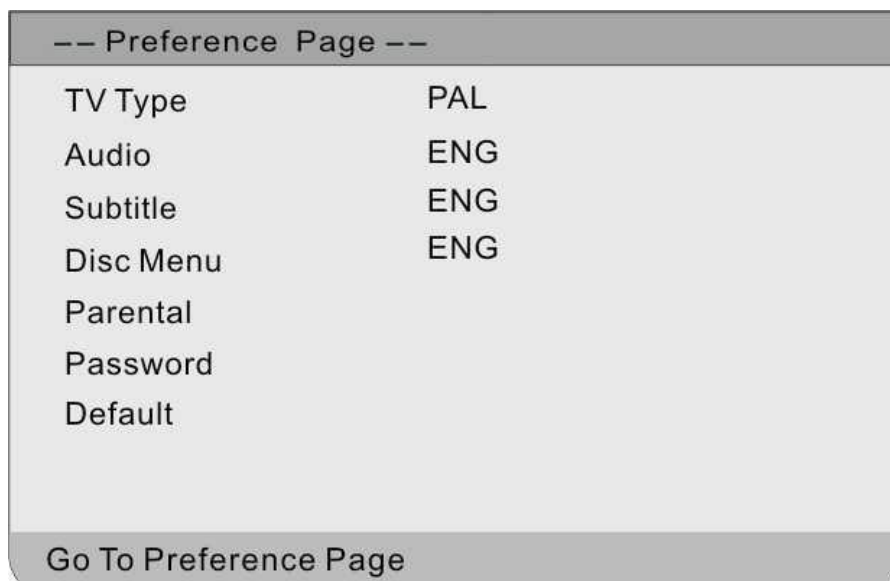 -- Preference Page --
TV Type PAL
Audio ENG
Subtitle ENG
Disc Menu ENG
Parental
Password
Default
Go To Preference Page